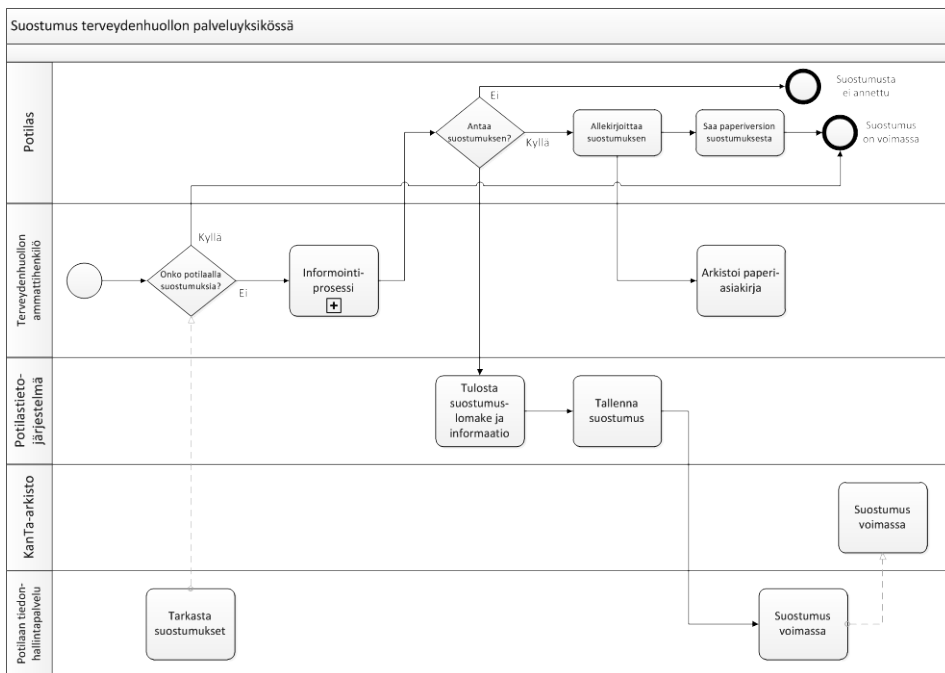 Suostumus terveydenhuollon palveluyksikössä
Potilas
Ei
Suostumusta
ei annettu
Antaa
suostumuksen?
Kyllä
Allekirjoittaa
suostumuksen
Saa paperiversion
suostumuksesta
Suostumus
on voimassa
Terveydenhuollon
ammattihenkilö
Kyllä
Onko potilaalla
suostumuksia?
Ei
Informointi-
prosessi
Arkistoi paperi-
asiakirja
Potilastieto-
järjestelmä
Tulosta
suostumus-
lomake ja
informaatio
Tallenna
suostumus
KanTa-arkisto
Suostumus
voimassa
Potilaan tiedon-
hallintapalvelu
Tarkasta
suostumukset
Suostumus
voimassa